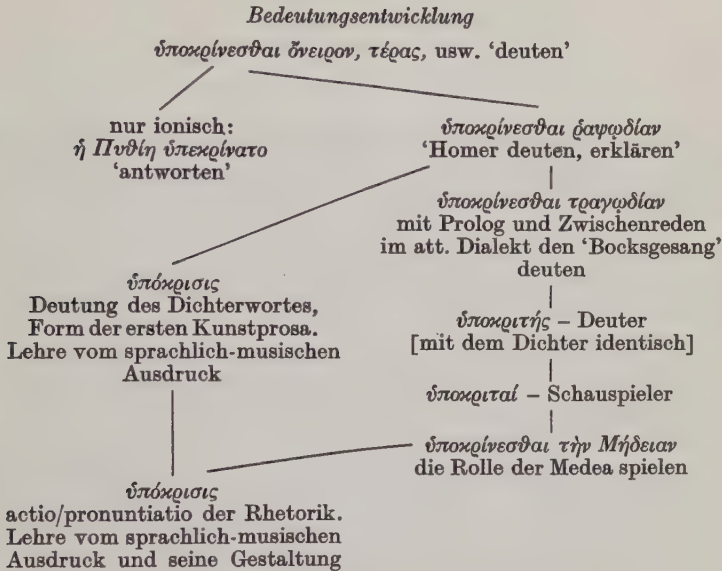 Bedeutungsentwicklung
ὑποκρίνεσθαι ὄνειρον, τέρας, usw. ‘deuten’
nur ionisch:
ἡ Πυθίη ὑπεκρίνατο
‘antworten’
ὑποκρίνεσθαι ῥαψῳδίαν
‘Homer deuten, erklären’
ὑποκρίνεσθαι τραγῳδίαν
mit Prolog und Zwischenreden
im att. Dialekt den ‘Bocksgesang’
deuten
ὑπόκρισις
Deutung des Dichterwortes,
Form der ersten Kunstprosa.
Lehre vom sprachlich-musischen
Ausdruck
ὑποκριτής – Deuter
[mit dem Dichter identisch]
ὑποκριταί – Schauspieler
ὑποκρίνεσθαι τὴν Μήδειαν
die Rolle der Medea spielen
ὑπόκρισις
actio/pronuntiatio der Rhetorik.
Lehre vom sprachlich-musischen
Ausdruck und seine Gestaltung